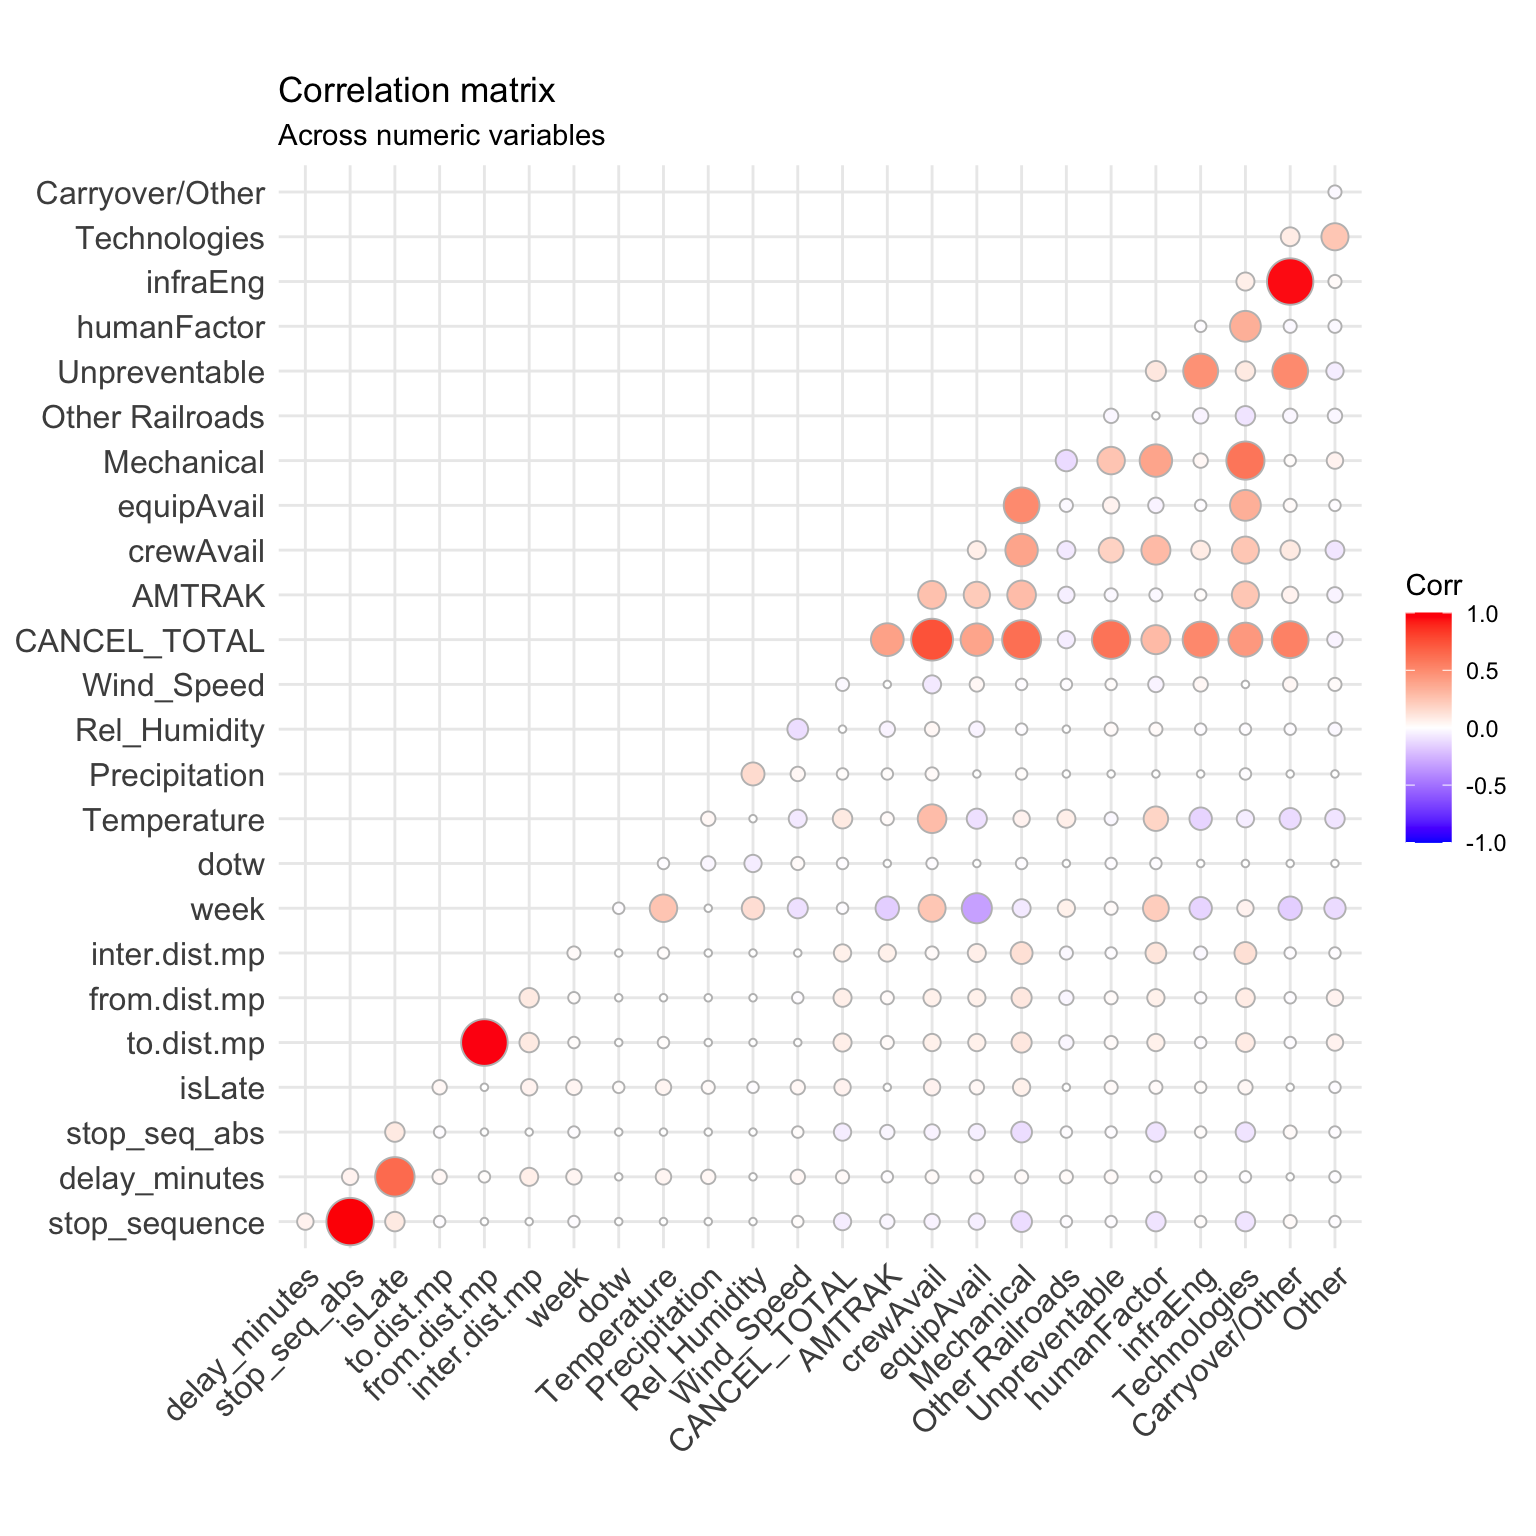 Correlation matrix
Across numeric variables
Carryover/Other
Technologies
infraEng
humanFactor
Unpreventable
Other Railroads
Mechanical
equipAvail
crewAvail
AMTRAK
CANCEL_TOTAL
Wind_Speed
Rel_Humidity
Precipitation
Temperature
dotw
week
inter.dist.mp
from.dist.mp
to.dist.mp
isLate
stop_seq_abs
delay_minutes
stop_sequence
delay_minutes
stop_seq_abs
isLate
to.dist.mp
from.dist.mp
inter.dist.mp
week
dotw
Temperature
Precipitation
Rel_Humidity
Wind_Speed
CANCEL_TOTAL
AMTRAK
crewAvail
equipAvail
Mechanical
Other Railroads
Unpreventable
humanFactor
infraEng
Technologies
Carryover/Other
Other
Corr
1.0
0.5
0.0
-0.5
-1.0